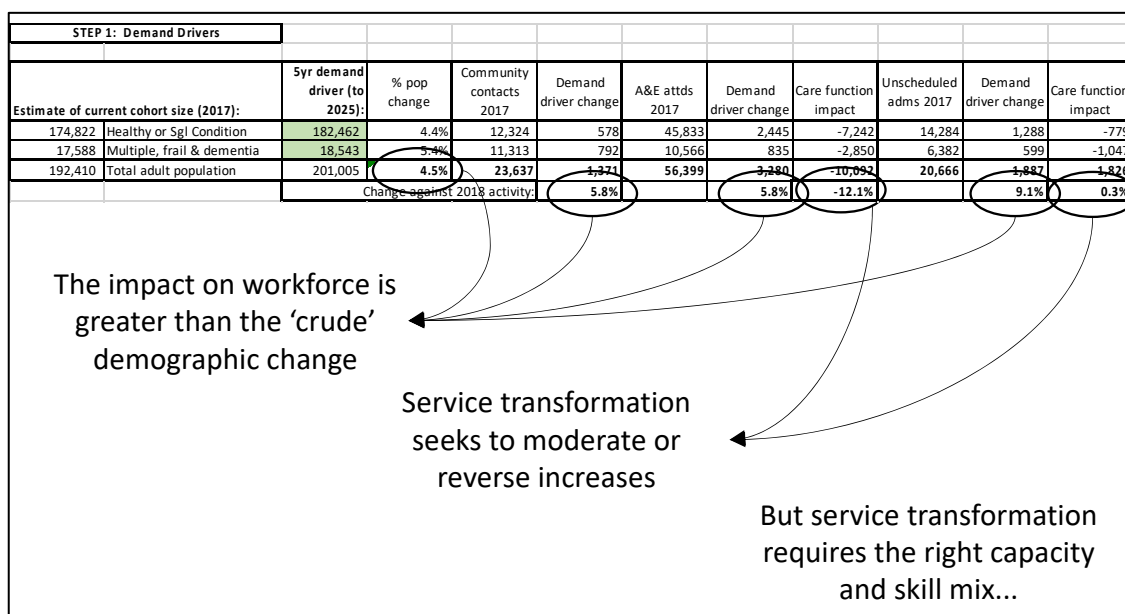 STEP 1: Demand Drivers
Estimate of current cohort size (2017): 5yr demand driver (to 2025): % pop change Community contacts 2017 Demand driver change A&E attds 2017 Demand driver change Care function impact Unscheduled adms 2017 Demand driver change Care function impact
174,822 Healthy or Sgl Condition 182,462 4.4% 12,324 578 45,833 2,445 -7,242 14,284 1,288 -779
17,588 Multiple, frail & dementia 18,543 5.4% 11,313 792 10,566 835 -2,850 6,382 599 -1,047
192,410 Total adult population 201,005 4.5% 23,637 1,371 56,399 3,280 -10,092 20,666 1,887 -1,826
Change against 2018 activity: 5.8% 5.8% -12.1% 9.1% 0.3%
The impact on workforce is
greater than the ‘crude’
demographic change
Service transformation
seeks to moderate or
reverse increases
But service transformation
requires the right capacity
and skill mix...